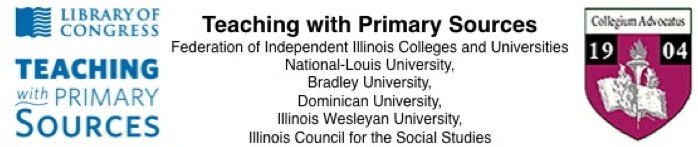 LIBRARY OF
CONGRESS
TEACHING
with PRIMARY
SOURCES
Teaching with Primary Sources
Federation of Independent Illinois Colleges and Universities
National-Louis University,
Bradley University,
Dominican University,
Illinois Wesleyan University,
Illinois Council for the Social Studies
Collegium Advocatus
19 04